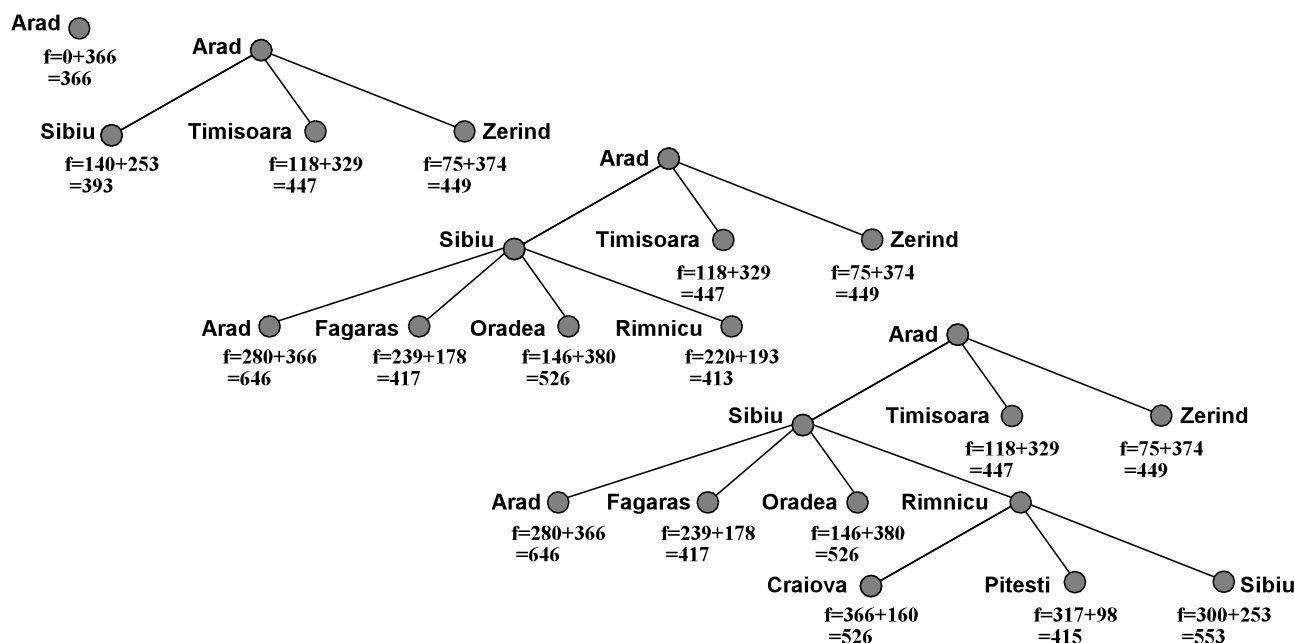 Arad
f=0+366
=366
Arad
Sibiu Timisoara Zerind
f=140+253 f=118+329 f=75+374
=393 =447 =449
Arad
Sibiu Timisoara Zerind
f=118+329 f=75+374
=447 =449
Arad Fagaras Oradea Rimnicu
f=280+366 f=239+178 f=146+380 f=220+193
=646 =417 =526 =413
Arad
Sibiu Timisoara Zerind
f=118+329 f=75+374
=447 =449
Arad Fagaras Oradea Rimnicu
f=280+366 f=239+178 f=146+380
=646 =417 =526
Craiova Pitesti Sibiu
f=366+160 f=317+98 f=300+253
=526 =415 =553